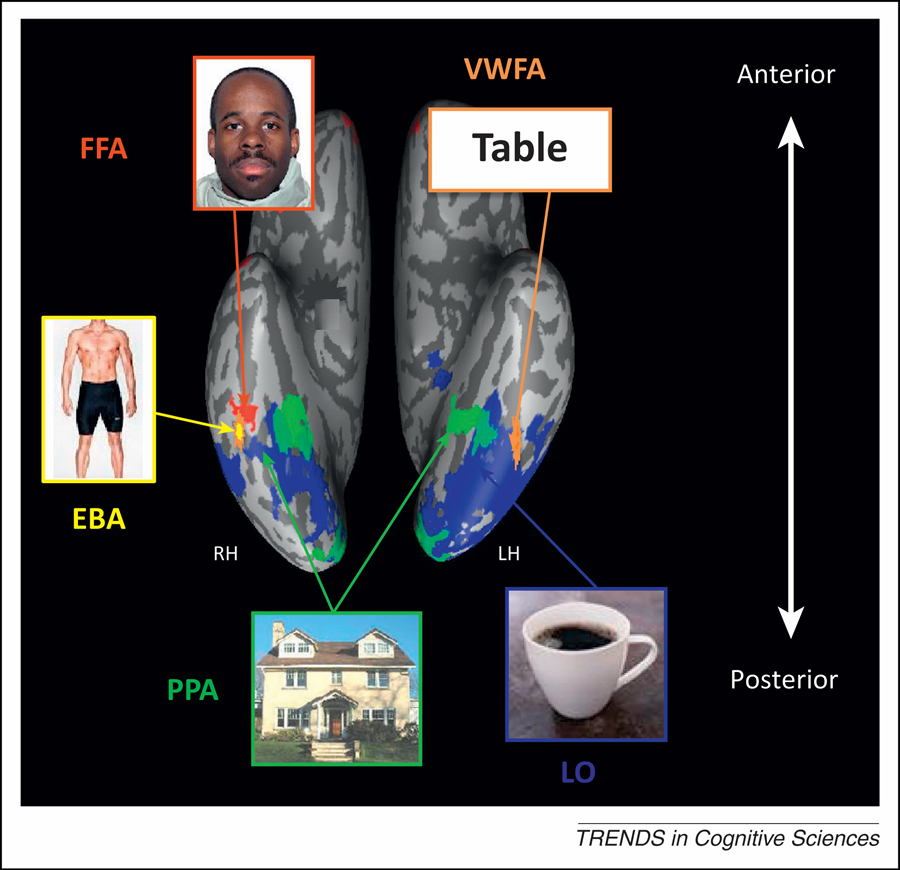 VWFA
Anterior
FFA
Table
EBA
RH
LH
PPA
Posterior
LO
TRENDS in Cognitive Sciences